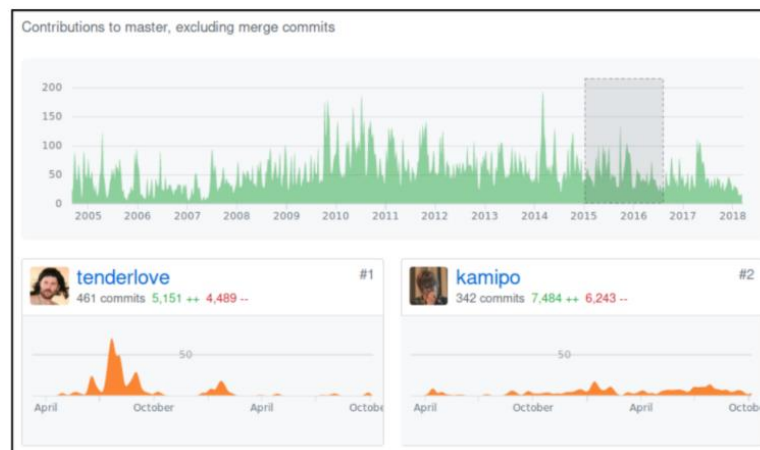 Contributions to master, excluding merge commits
200
150
100
50
0
2005 2006 2007 2008 2009 2010 2011 2012 2013 2014 2015 2016 2017 2018
tenderlove #1
461 commits 5,151 ++ 4,489 --
50
April October April Octobe
kamipo #2
342 commits 7,484 ++ 6,243 --
50
April October April Octob